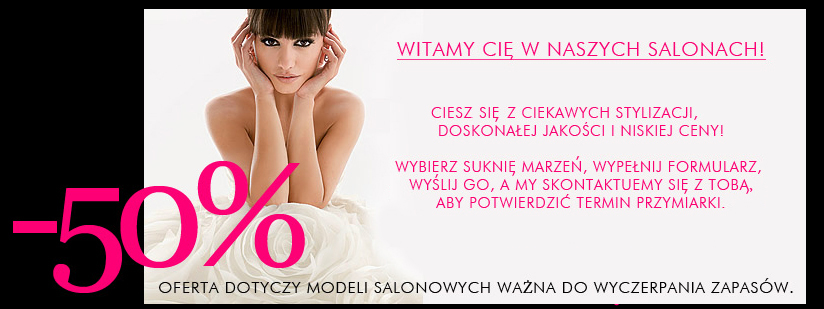 WITAMY CIĘ W NASZYCH SALONACH!
CIESZ SIĘ Z CIEKAWYCH STYLIZACJI,
DOSKONAŁEJ JAKOŚCI I NISKIEJ CENY!
WYBIERZ SUKNIĘ MARZEŃ, WYPEŁNIJ FORMULARZ,
WYŚLIJ GO, A MY SKONTAKTUEMY SIĘ Z TOBĄ,
ABY POTWIERDZIĆ TERMIN PRZYMIARKI.
-50%
OFERTA DOTYCZY MODELI SALONOWYCH WAŻNA DO WYCZERPANIA ZAPASÓW.